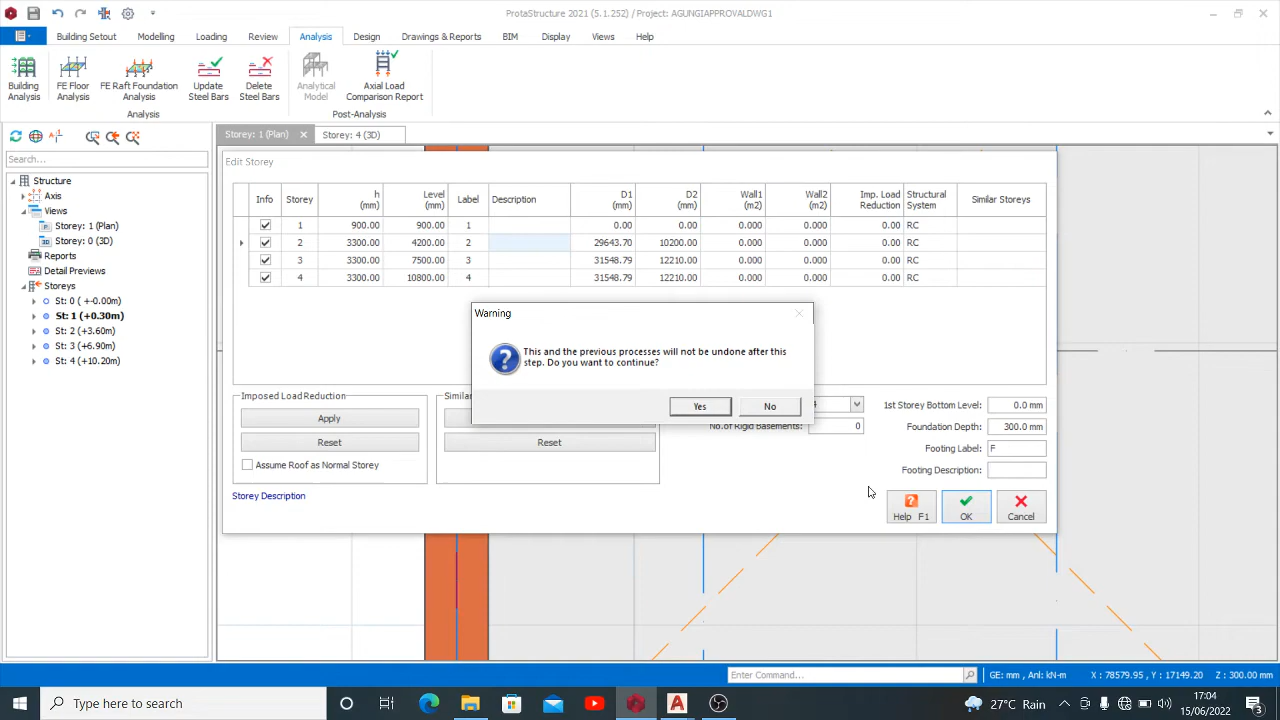 ProtaStructure 2021 (5.1.252) / Project: AGUNGIAPPROVALDWG1
Building Setout
Modelling
Loading
Review
Analysis
Design
Drawings & Reports
BIM
Display
Views
Help
Building Analysis
FE Floor Analysis
FE Raft Foundation Analysis
Update Steel Bars
Delete Steel Bars
Analytical Model
Axial Load Comparison Report
Analysis
Post-Analysis
Storey: 1 (Plan)
Storey: 4 (3D)
Search...
Structure
Axis
Views
Storey: 1 (Plan)
Storey: 0 (3D)
Reports
Detail Previews
Storeys
St: 0 ( +-0.00m)
St: 1 (+0.30m)
St: 2 (+3.60m)
St: 3 (+6.90m)
St: 4 (+10.20m)
Edit Storey
Info Storey h (mm) Level (mm) Label Description D1 (mm) D2 (mm) Wall1 (m2) Wall2 (m2) Imp. Load Reduction Structural System Similar Storeys
1 900.00 900.00 1 0.00 0.00 0.000 0.000 0.00 RC
2 3300.00 4200.00 2 29643.70 10200.00 0.000 0.000 0.00 RC
3 3300.00 7500.00 3 31548.79 12210.00 0.000 0.000 0.00 RC
4 3300.00 10800.00 4 31548.79 12210.00 0.000 0.000 0.00 RC
Warning
This and the previous processes will not be undone after this
step. Do you want to continue?
Yes
No
Imposed Load Reduction
Apply
Reset
Assume Roof as Normal Storey
Storey Description
Reset
No.of Rigid Basements: 0
1st Storey Bottom Level: 0.0 mm
Foundation Depth: 300.0 mm
Footing Label: F
Footing Description:
Help F1
OK
Cancel
Enter Command...
GE: mm , Anl: kN-m
X : 78579.95 , Y : 17149.20
Z : 300.00 mm
Type here to search
27°C Rain
17:04
15/06/2022